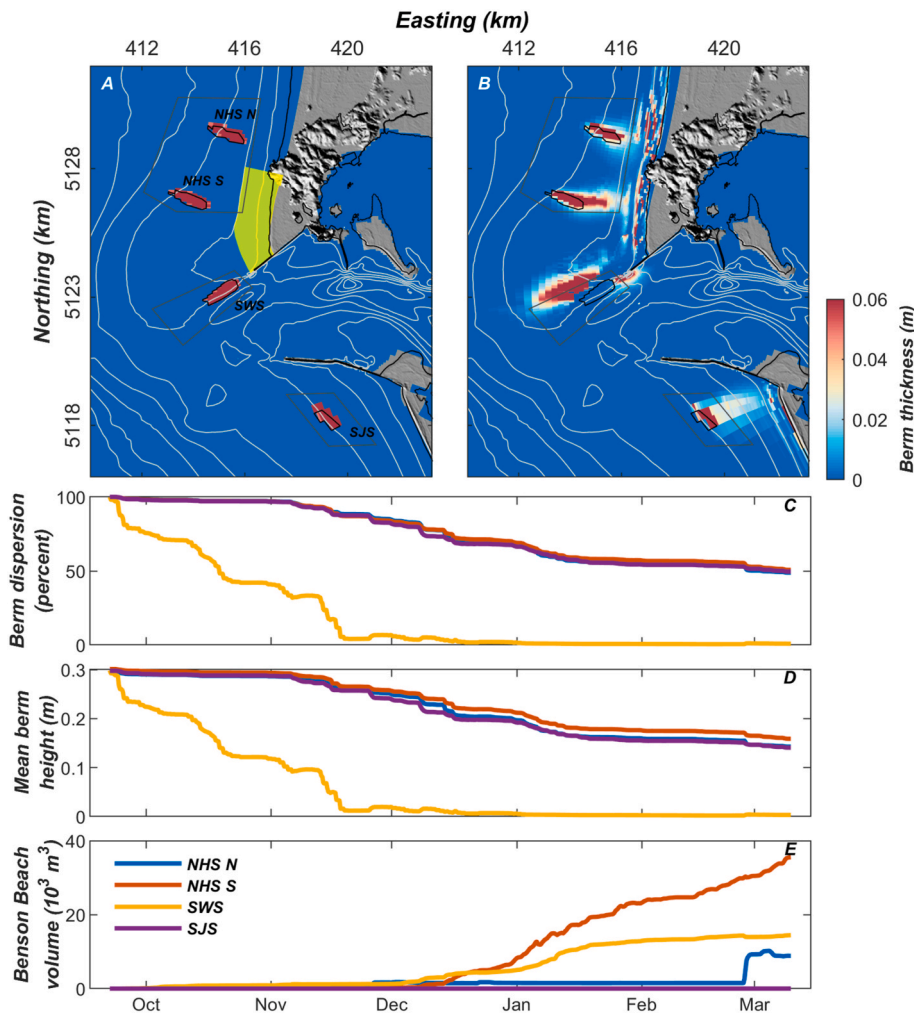 Easting (km)
412 416 420 412 416 420
A B
NHS N
NHS S
SWS
SJS
Northing (km)
5128
5123
5118
0.06
0.04
0.02
0
Berm thickness (m)
C
100
50
0
Berm dispersion
(percent)
D
0.3
0.2
0.1
0
Mean berm
height (m)
E
40
20
0
Benson Beach
volume (10³ m³)
NHS N
NHS S
SWS
SJS
Oct Nov Dec Jan Feb Mar